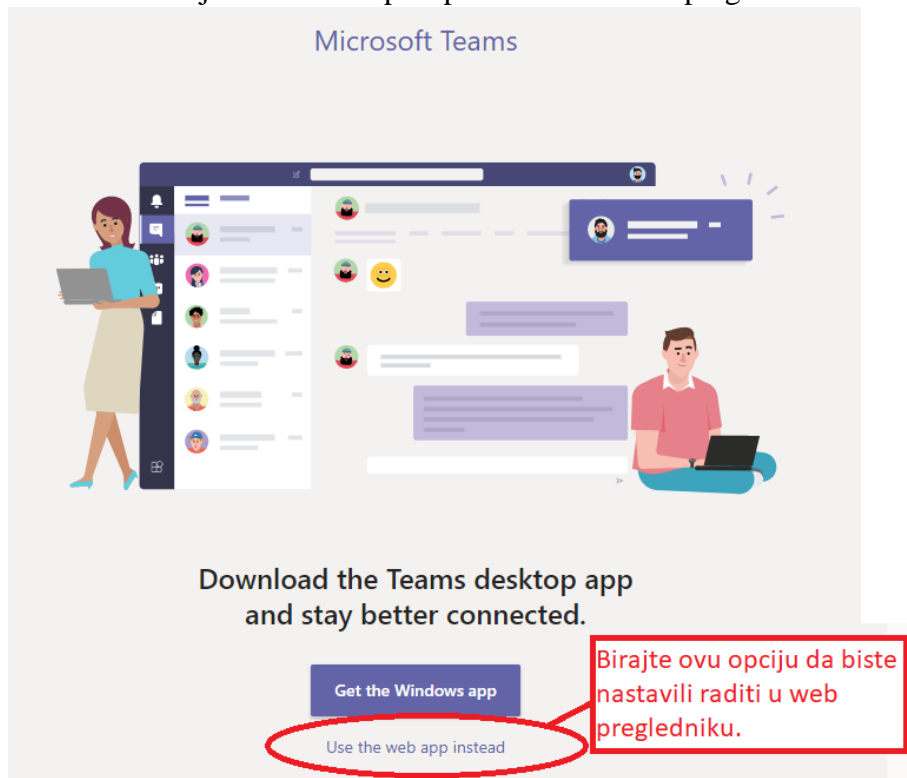 Microsoft Teams
Download the Teams desktop app
and stay better connected.
Get the Windows app
Birajte ovu opciju da biste
nastavili raditi u web
pregledniku.
Use the web app instead